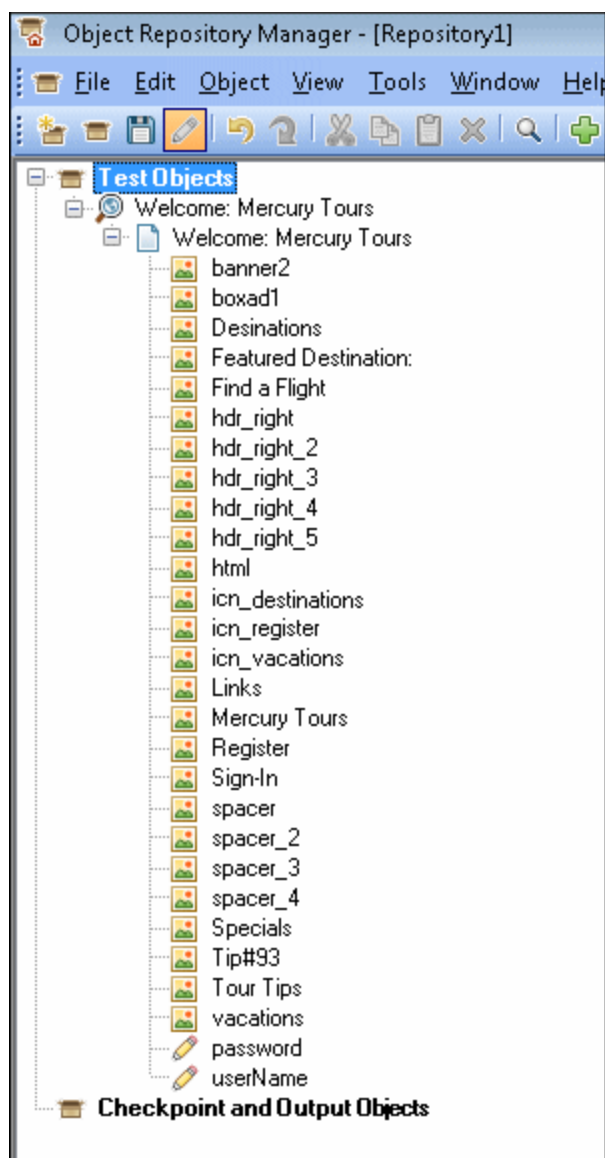 Object Repository Manager - [Repository1]
File Edit Object View Tools Window Help
Test Objects
Welcome: Mercury Tours
Welcome: Mercury Tours
banner2
boxad1
Desinations
Featured Destination:
Find a Flight
hdr_right
hdr_right_2
hdr_right_3
hdr_right_4
hdr_right_5
html
icn_destinations
icn_register
icn_vacations
Links
Mercury Tours
Register
Sign-In
spacer
spacer_2
spacer_3
spacer_4
Specials
Tip#93
Tour Tips
vacations
password
userName
Checkpoint and Output Objects